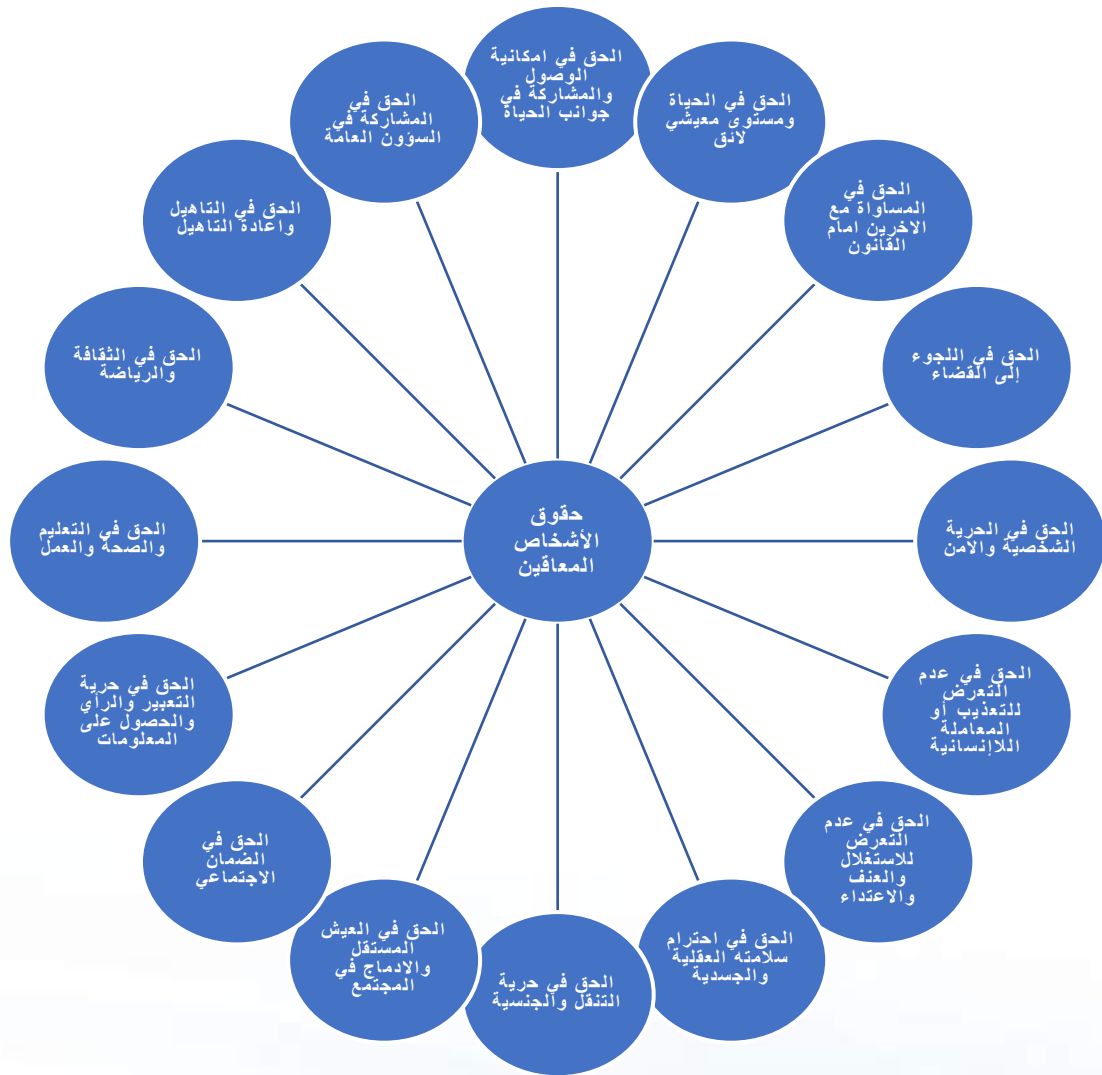 حقوق
الأشخاص
المعاقين
الحق في امكانية
الوصول
والمشاركة في
جوانب الحياة
الحق في الحياة
ومستوى معيشي
لائق
الحق في
المساواة مع
الاخرين امام
القانون
الحق في اللجوء
إلى القضاء
الحق في الحرية
الشخصية والامن
الحق في عدم
التعرض
للتعذيب أو
المعاملة
اللاإنسانية
الحق في عدم
التعرض
للاستغلال
والعنف
والاعتداء
الحق في احترام
سلامته العقلية
والجسدية
الحق في حرية
التنقل والجنسية
الحق في العيش
المستقل
والادماج في
المجتمع
الحق في
الضمان
الاجتماعي
الحق في حرية
التعبير والرأي
والحصول على
المعلومات
الحق في التعليم
والصحة والعمل
الحق في الثقافة
والرياضة
الحق في التاهيل
واعادة التاهيل
الحق في
المشاركة في
السؤون العامة